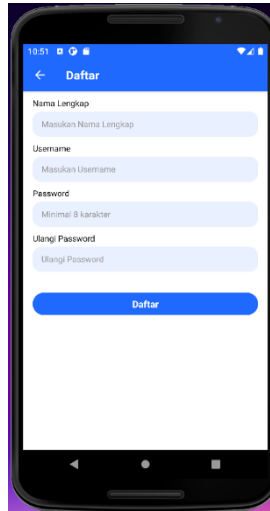 10:51
Daftar
Nama Lengkap
Masukan Nama Lengkap
Username
Masukan Username
Password
Minimal 8 karakter
Ulangi Password
Ulangi Password
Daftar